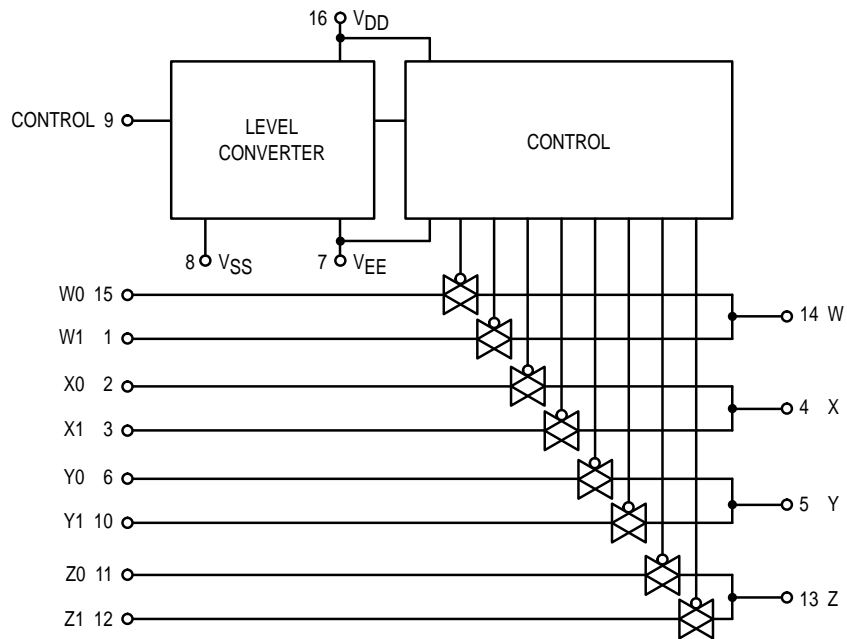 16 VDD
CONTROL 9
LEVEL
CONVERTER
CONTROL
8 VSS
7 VEE
W0 15
14 W
W1 1
X0 2
4 X
X1 3
Y0 6
5 Y
Y1 10
Z0 11
13 Z
Z1 12